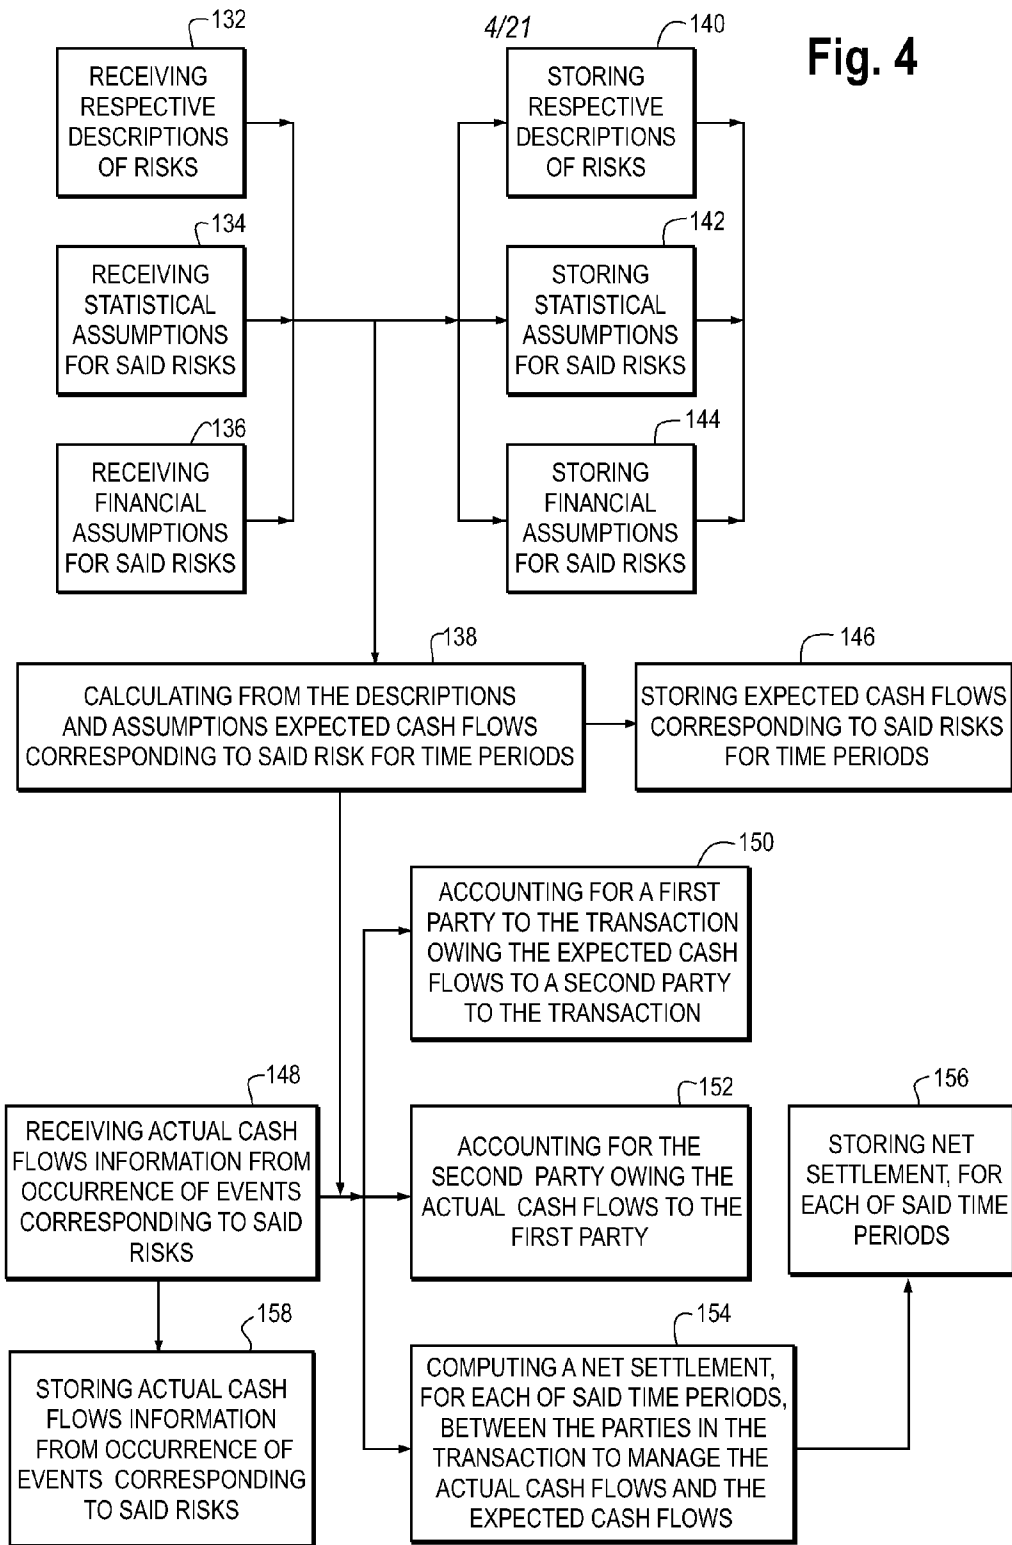 4/21
Fig. 4
132
RECEIVING
RESPECTIVE
DESCRIPTIONS
OF RISKS
140
STORING
RESPECTIVE
DESCRIPTIONS
OF RISKS
134
RECEIVING
STATISTICAL
ASSUMPTIONS
FOR SAID RISKS
142
STORING
STATISTICAL
ASSUMPTIONS
FOR SAID RISKS
136
RECEIVING
FINANCIAL
ASSUMPTIONS
FOR SAID RISKS
144
STORING
FINANCIAL
ASSUMPTIONS
FOR SAID RISKS
138
CALCULATING FROM THE DESCRIPTIONS
AND ASSUMPTIONS EXPECTED CASH FLOWS
CORRESPONDING TO SAID RISK FOR TIME PERIODS
146
STORING EXPECTED CASH FLOWS
CORRESPONDING TO SAID RISKS
FOR TIME PERIODS
150
ACCOUNTING FOR A FIRST
PARTY TO THE TRANSACTION
OWING THE EXPECTED CASH
FLOWS TO A SECOND PARTY
TO THE TRANSACTION
148
RECEIVING ACTUAL CASH
FLOWS INFORMATION FROM
OCCURRENCE OF EVENTS
CORRESPONDING TO SAID
RISKS
152
ACCOUNTING FOR THE
SECOND PARTY OWING THE
ACTUAL CASH FLOWS TO THE
FIRST PARTY
156
STORING NET
SETTLEMENT, FOR
EACH OF SAID TIME
PERIODS
158
STORING ACTUAL CASH
FLOWS INFORMATION
FROM OCCURRENCE OF
EVENTS CORRESPONDING
TO SAID RISKS
154
COMPUTING A NET SETTLEMENT,
FOR EACH OF SAID TIME PERIODS,
BETWEEN THE PARTIES IN THE
TRANSACTION TO MANAGE THE
ACTUAL CASH FLOWS AND THE
EXPECTED CASH FLOWS